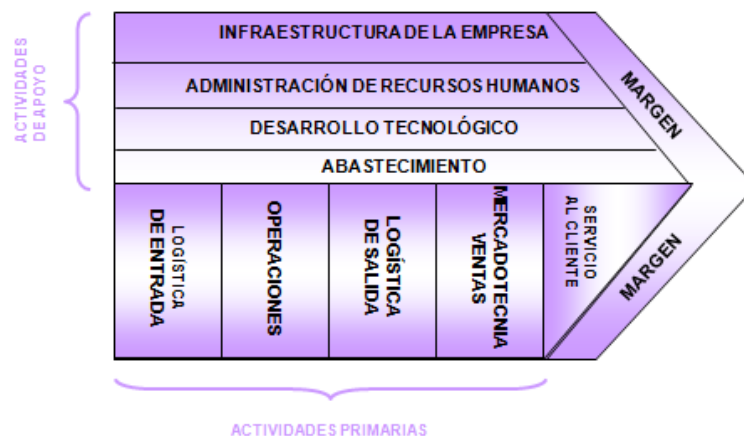 ACTIVIDADES
DE APOYO
INFRAESTRUCTURA DE LA EMPRESA
ADMINISTRACIÓN DE RECURSOS HUMANOS
DESARROLLO TECNOLÓGICO
ABASTECIMIENTO
MARGEN
LOGÍSTICA
DE ENTRADA
OPERACIONES
LOGÍSTICA
DE SALIDA
MERCADOTECNIA
VENTAS
SERVICIO
AL CLIENTE
MARGEN
ACTIVIDADES PRIMARIAS